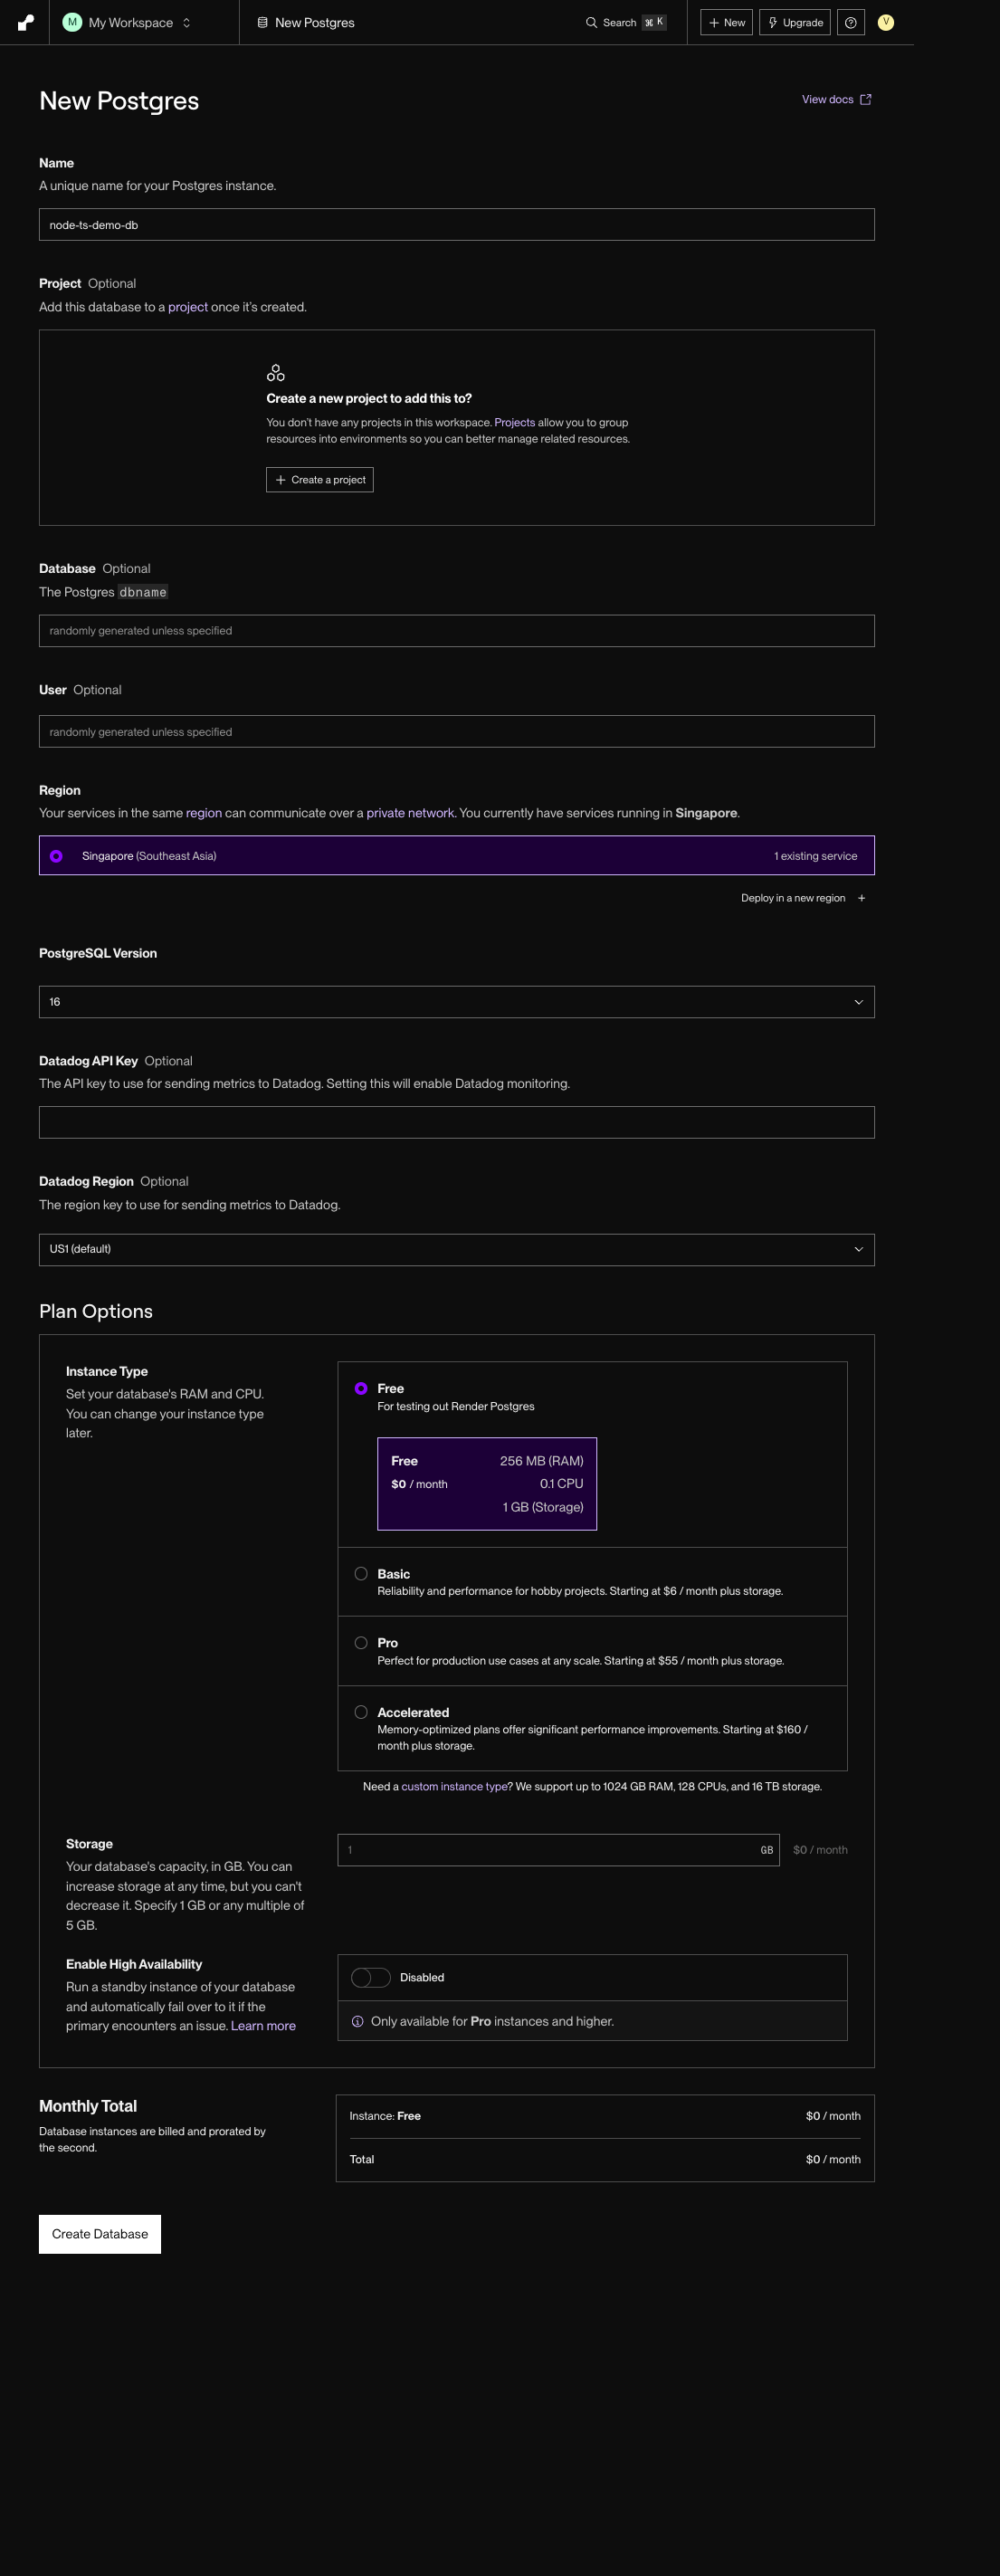 M My Workspace
New Postgres
Search ⌘ K
New
Upgrade
V
New Postgres
View docs
Name
A unique name for your Postgres instance.
node-ts-demo-db
Project Optional
Add this database to a project once it's created.
Create a new project to add this to?
You don't have any projects in this workspace. Projects allow you to group
resources into environments so you can better manage related resources.
Create a project
Database Optional
The Postgres dbname
randomly generated unless specified
User Optional
randomly generated unless specified
Region
Your services in the same region can communicate over a private network. You currently have services running in Singapore.
Singapore (Southeast Asia) 1 existing service
Deploy in a new region +
PostgreSQL Version
16
Datadog API Key Optional
The API key to use for sending metrics to Datadog. Setting this will enable Datadog monitoring.
Datadog Region Optional
The region key to use for sending metrics to Datadog.
US1 (default)
Plan Options
Instance Type
Set your database's RAM and CPU.
You can change your instance type
later.
Free
For testing out Render Postgres
Free 256 MB (RAM)
$0 / month 0.1 CPU
1 GB (Storage)
Basic
Reliability and performance for hobby projects. Starting at $6 / month plus storage.
Pro
Perfect for production use cases at any scale. Starting at $55 / month plus storage.
Accelerated
Memory-optimized plans offer significant performance improvements. Starting at $160 /
month plus storage.
Need a custom instance type? We support up to 1024 GB RAM, 128 CPUs, and 16 TB storage.
Storage
Your database's capacity, in GB. You can
increase storage at any time, but you can't
decrease it. Specify 1 GB or any multiple of
5 GB.
1 GB $0 / month
Enable High Availability
Run a standby instance of your database
and automatically fail over to it if the
primary encounters an issue. Learn more
Disabled
Only available for Pro instances and higher.
Monthly Total
Database instances are billed and prorated by
the second.
Instance: Free $0 / month
Total $0 / month
Create Database